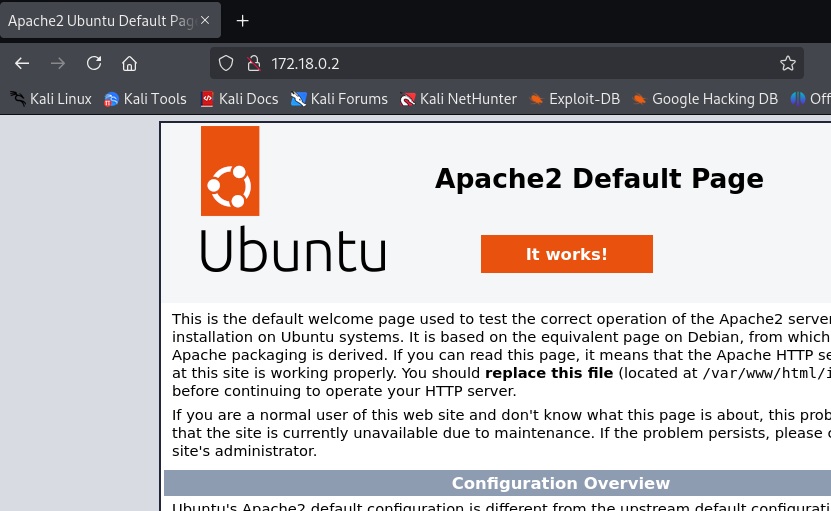 Apache2 Ubuntu Default Pag
172.18.0.2
Kali Linux Kali Tools Kali Docs Kali Forums Kali NetHunter Exploit-DB Google Hacking DB Off
Apache2 Default Page
Ubuntu
It works!
This is the default welcome page used to test the correct operation of the Apache2 server
installation on Ubuntu systems. It is based on the equivalent page on Debian, from which
Apache packaging is derived. If you can read this page, it means that the Apache HTTP se
at this site is working properly. You should replace this file (located at /var/www/html/i
before continuing to operate your HTTP server.
If you are a normal user of this web site and don't know what this page is about, this prob
that the site is currently unavailable due to maintenance. If the problem persists, please c
site's administrator.
Configuration Overview
Ubuntu's Apache2 default configuration is different from the upstream default configurati